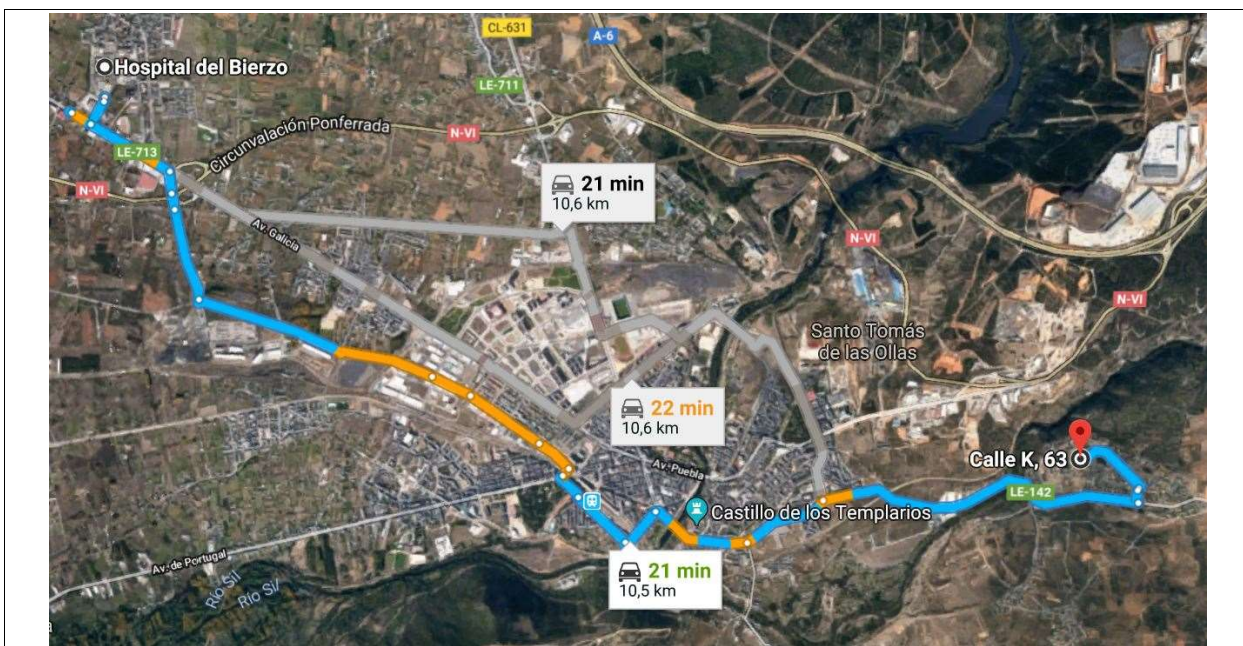 CL-631
A-6
Hospital del Bierzo
LE-711
Circunvalación Ponferrada
N-VI
LE-713
N-VI
21 min
10,6 km
Av. Galicia
N-VI
N-VI
Santo Tomás
de las Ollas
22 min
10,6 km
Av. Puebla
Calle K, 63
LE-142
Castillo de los Templarios
Av. de Portugal
21 min
10,5 km
Río Sil
Río Sil